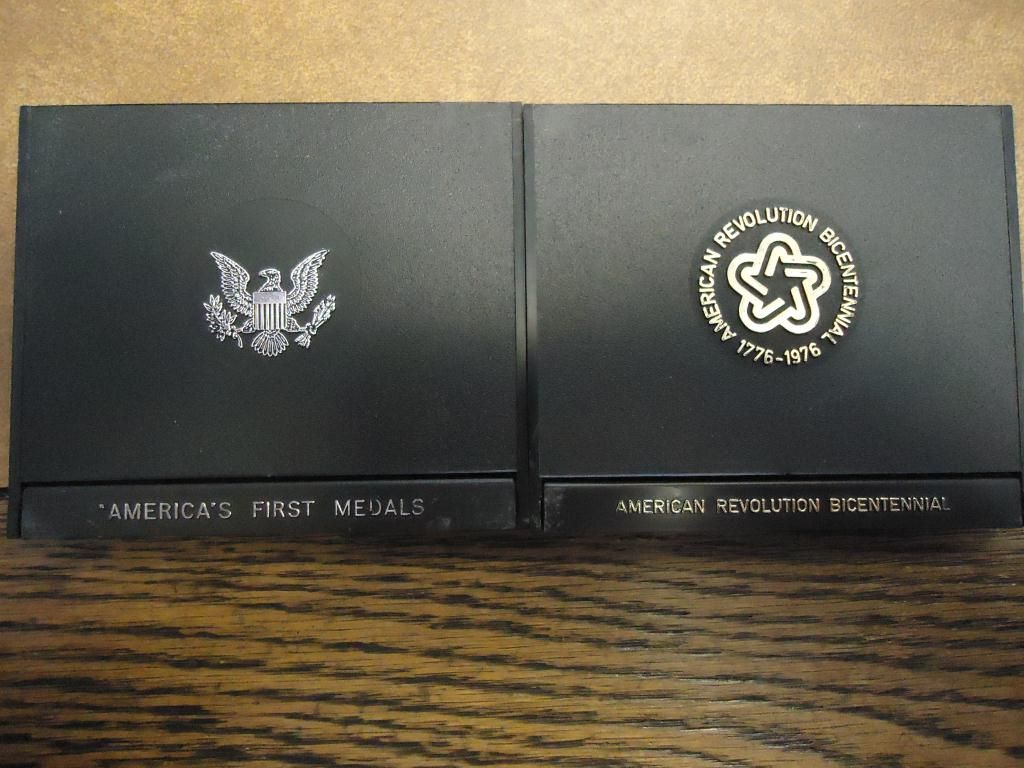 "AMERICA'S FIRST MEDALS
AMERICAN REVOLUTION BICENTENNIAL
1776-1976
AMERICAN REVOLUTION BICENTENNIAL